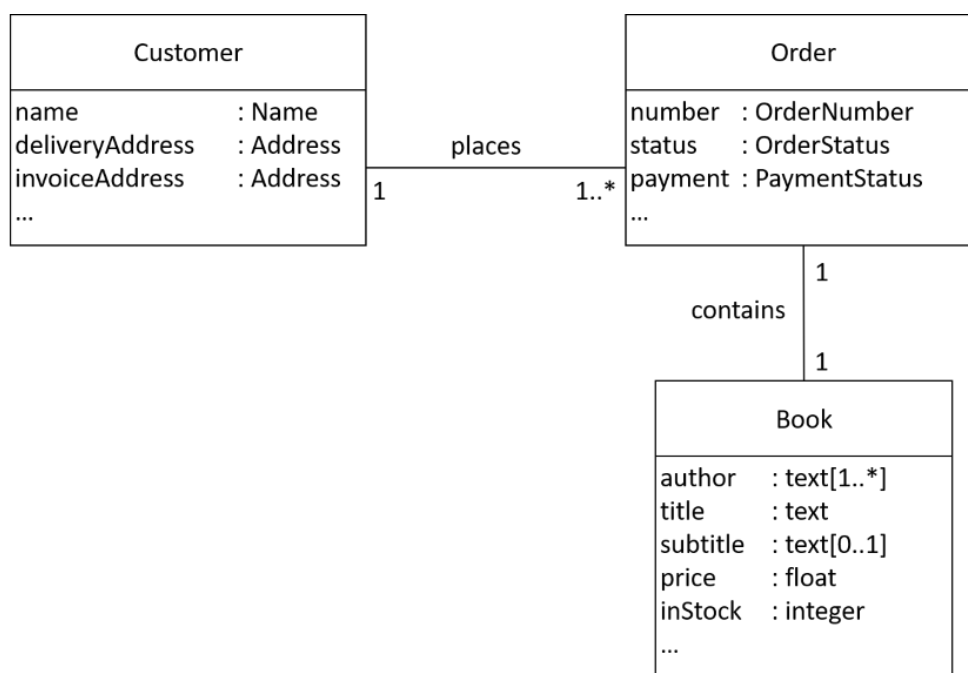 Customer
name : Name
deliveryAddress : Address
invoiceAddress : Address
...
places
1
1..*
Order
number : OrderNumber
status : OrderStatus
payment : PaymentStatus
...
1
contains
1
Book
author : text[1..*]
title : text
subtitle : text[0..1]
price : float
inStock : integer
...